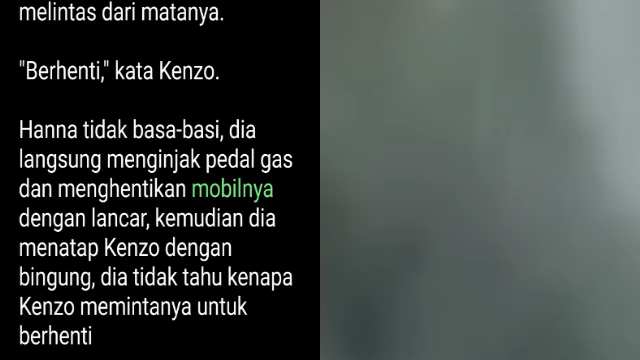 melintas dari matanya.
"Berhenti," kata Kenzo.
Hanna tidak basa-basi, dia
langsung menginjak pedal gas
dan menghentikan mobilnya
dengan lancar, kemudian dia
menatap Kenzo dengan
bingung, dia tidak tahu kenapa
Kenzo memintanya untuk
berhenti